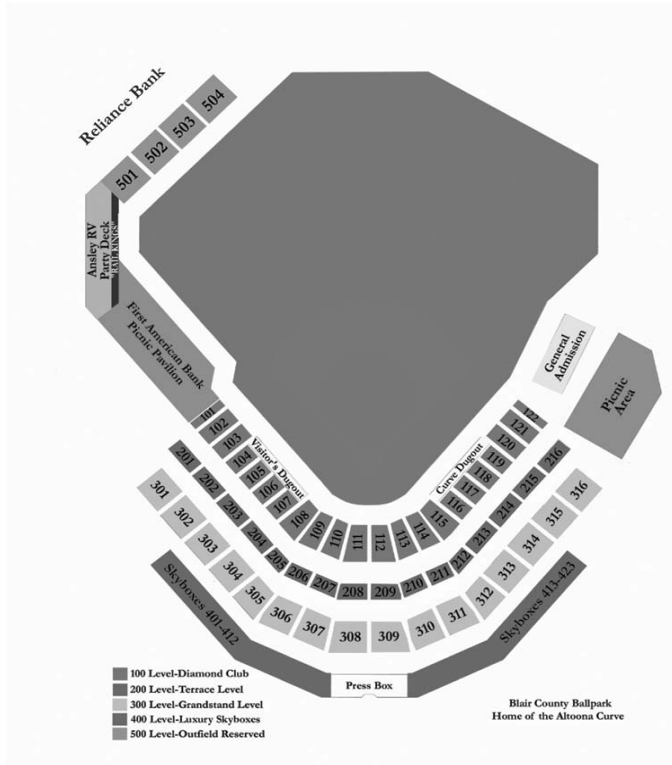 Reliance Bank
504
503
502
501
Ansley RV
Party Deck
"RAIL KINGS"
First American Bank
Picnic Pavilion
General
Admission
Picnic
Area
101
102
103
104
105
106
107
108
109
110
111
112
113
114
115
116
117
118
119
120
121
122
Visitor's Dugout
Curve Dugout
201
202
203
204
205
206
207
208
209
210
211
212
213
214
215
216
301
302
303
304
305
306
307
308
309
310
311
312
313
314
315
316
Skyboxes 401-412
Skyboxes 413-423
Press Box
100 Level-Diamond Club
200 Level-Terrace Level
300 Level-Grandstand Level
400 Level-Luxury Skyboxes
500 Level-Outfield Reserved
Blair County Ballpark
Home of the Altoona Curve